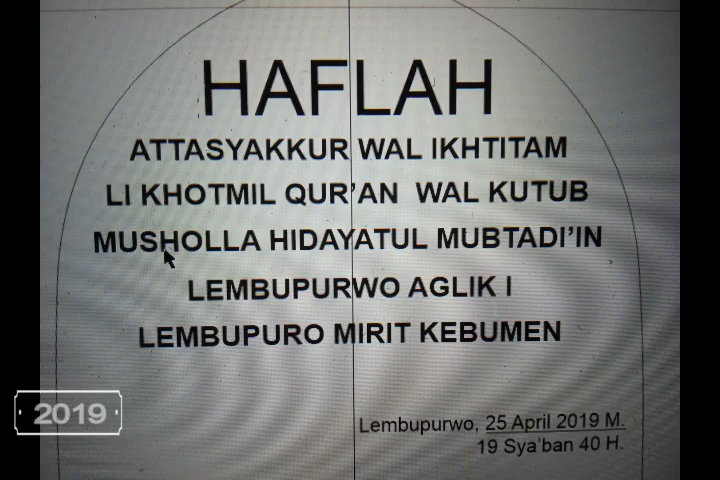 HAFLAH
ATTASYAKKUR WAL IKHTITAM
LI KHOTMIL QUR'AN WAL KUTUB
MUSHOLLA HIDAYATUL MUBTADI'IN
LEMBUPURWO AGLIK I
LEMBUPURO MIRIT KEBUMEN
Lembupurwo, 25 April 2019 M.
19 Sya'ban 40 H.
2019